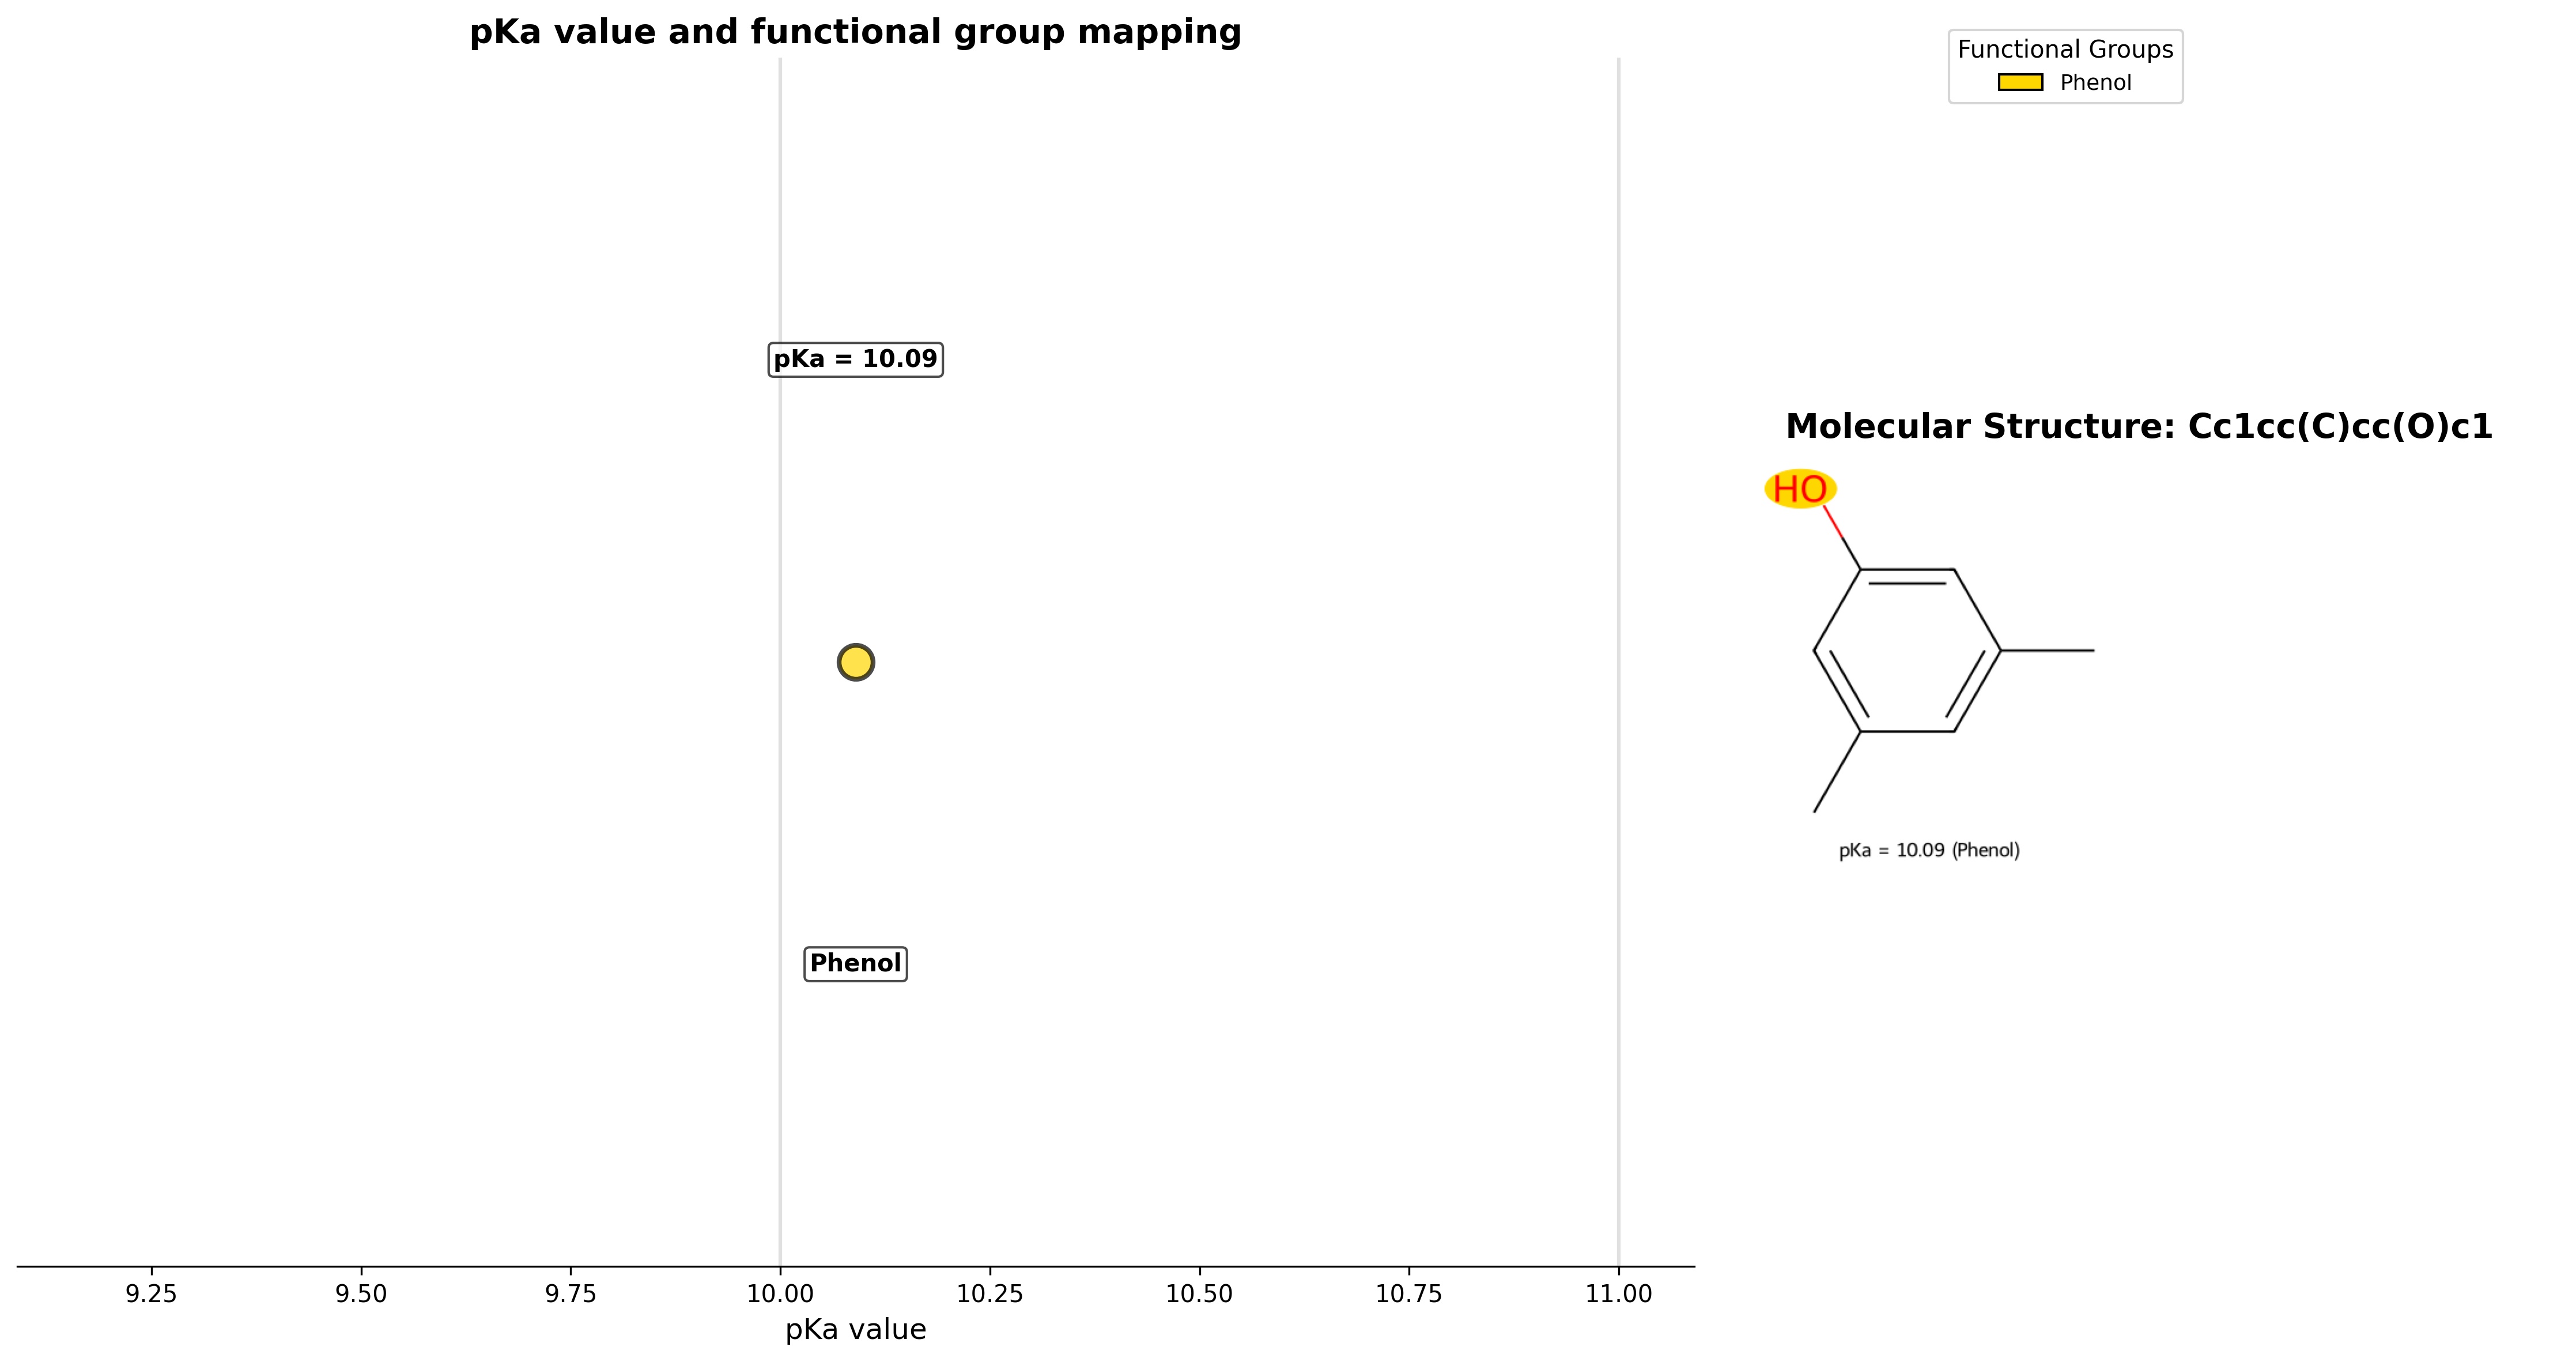 pKa value and functional group mapping
Functional Groups
Phenol
pKa = 10.09
Molecular Structure: Cc1cc(C)cc(O)c1
HO
pKa = 10.09 (Phenol)
Phenol
9.25 9.50 9.75 10.00 10.25 10.50 10.75 11.00
pKa value